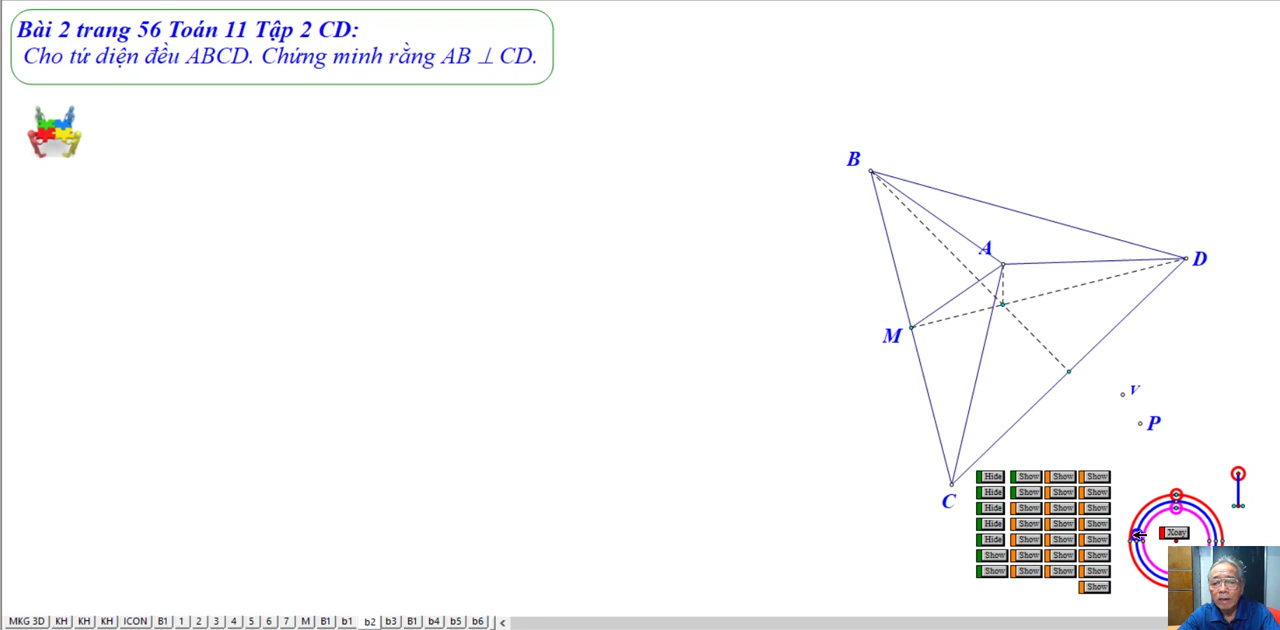 Bài 2 trang 56 Toán 11 Tập 2 CD:
Cho tứ diện đều ABCD. Chứng minh rằng AB ⊥ CD.
B
A
D
M
V
P
C
Hide Show Show Show
Hide Show Show Show
Hide Show Show Show
Hide Show Show Show
Hide Show Show Show
Show Show Show Show
Show Show Show Show
Show
Xoay
MKG 3D KH KH KH ICON B1 1 2 3 4 5 6 7 M B1 b1 b2 b3 B1 b4 b5 b6